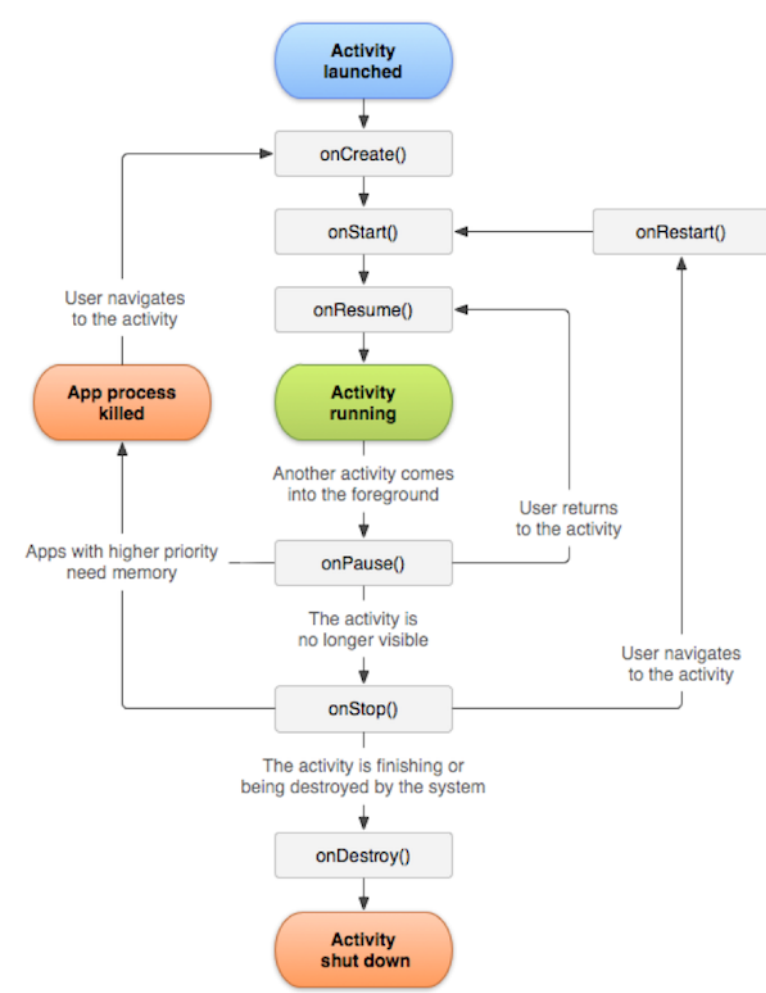 Activity
launched
onCreate()
onStart()
onRestart()
User navigates
to the activity
onResume()
App process
killed
Activity
running
Another activity comes
into the foreground
User returns
to the activity
Apps with higher priority
need memory
onPause()
The activity is
no longer visible
User navigates
to the activity
onStop()
The activity is finishing or
being destroyed by the system
onDestroy()
Activity
shut down